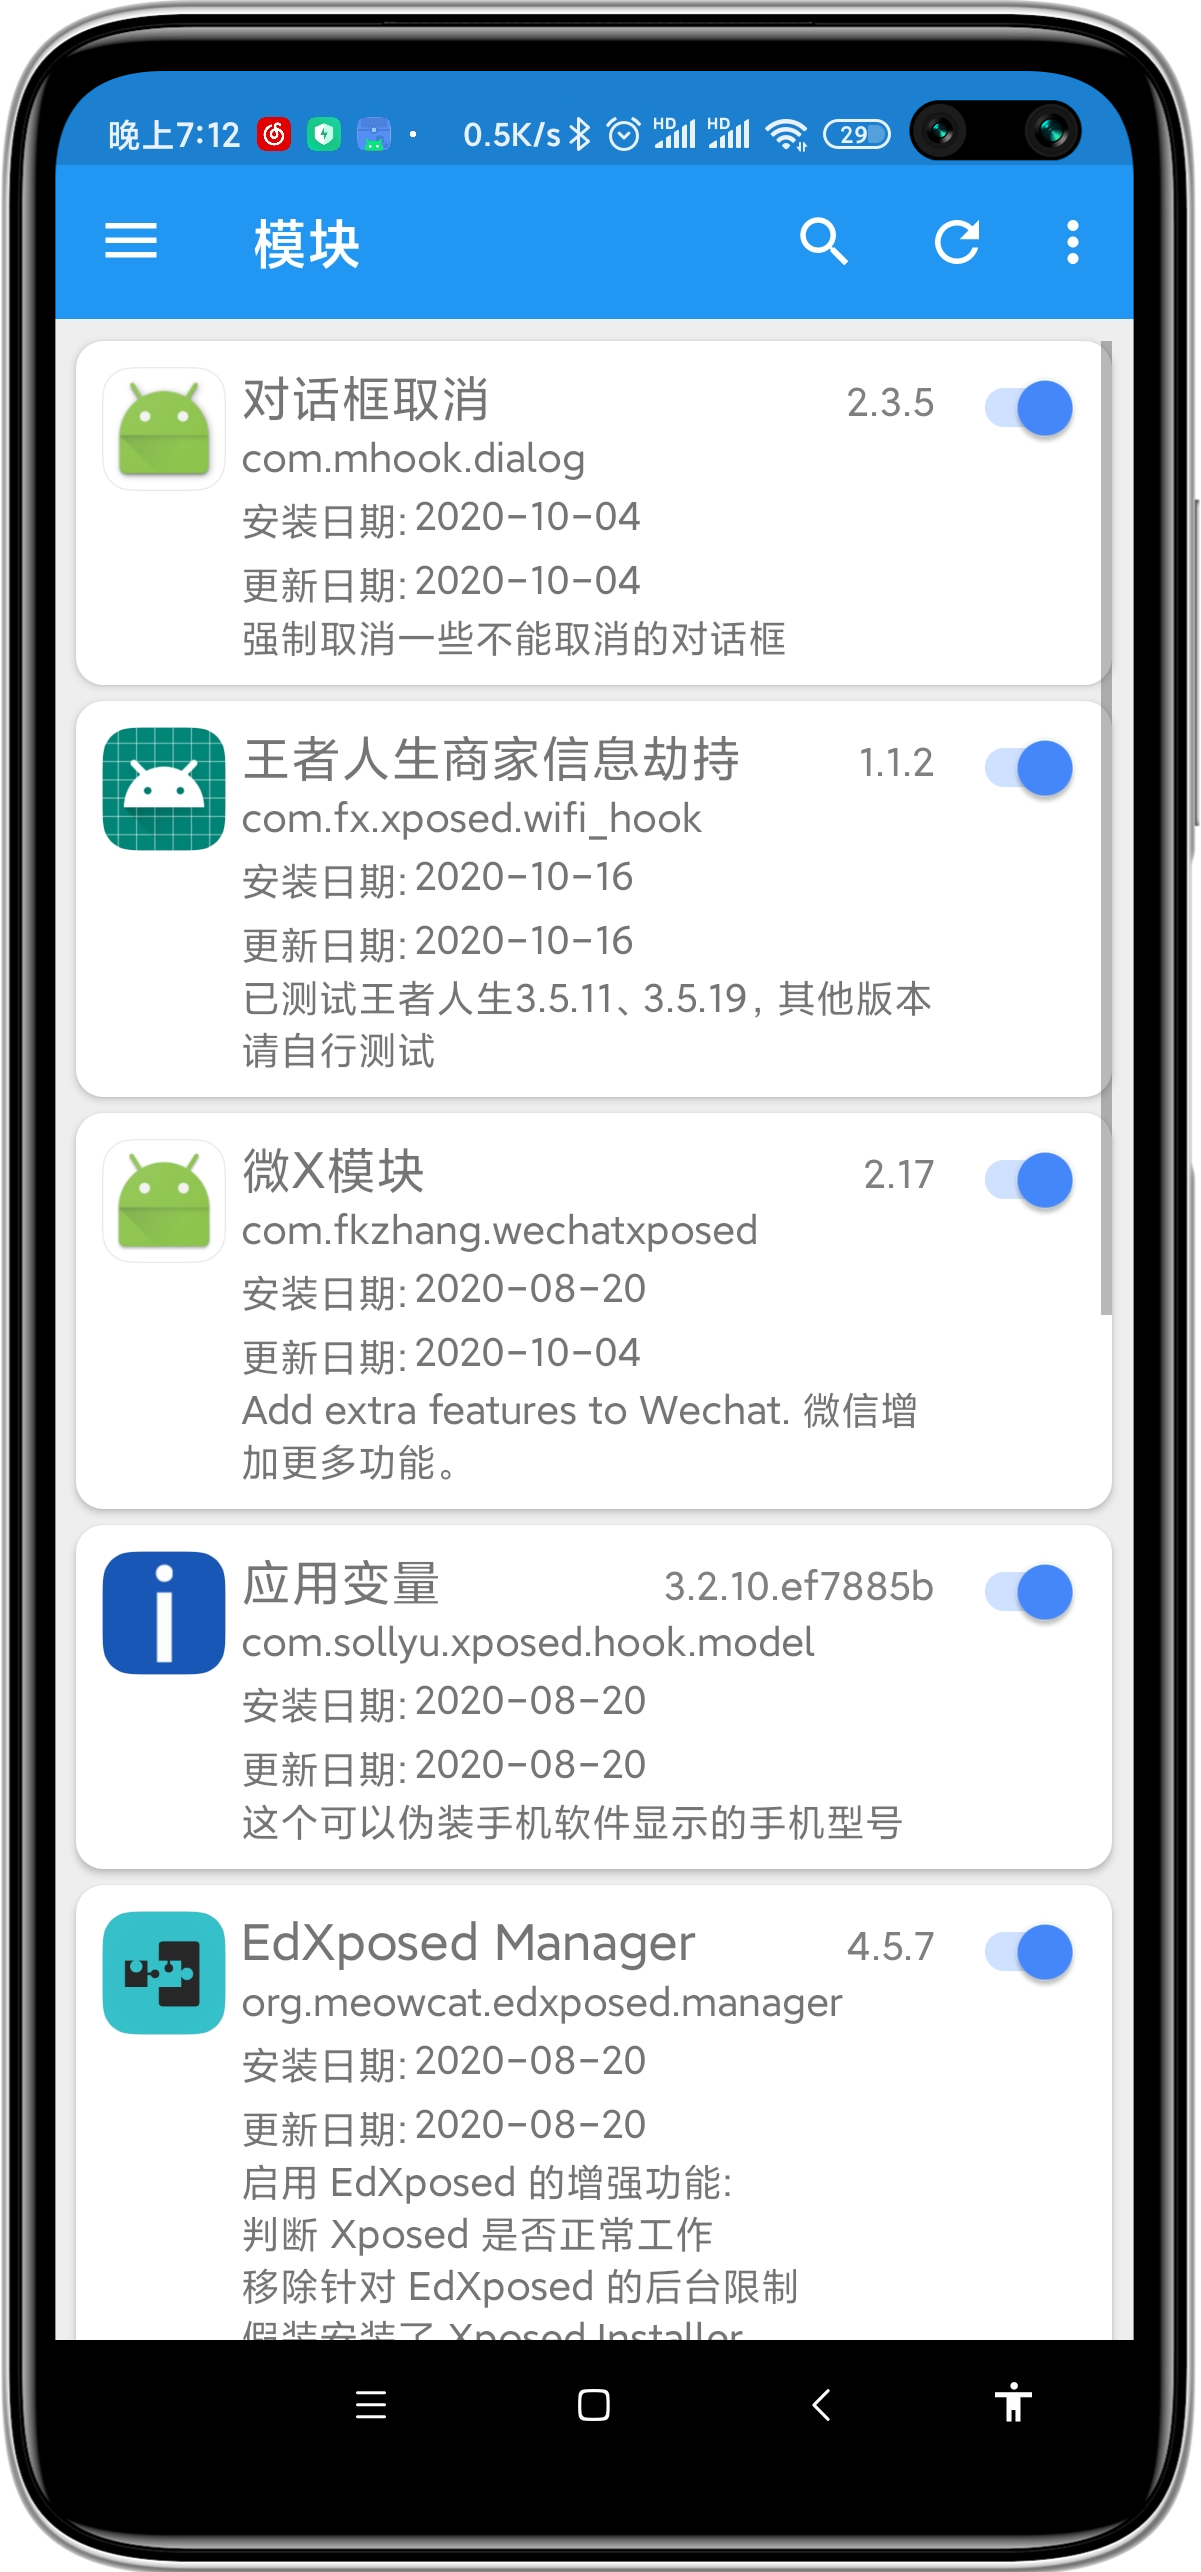 晚上7:12 0.5K/s HD HD 29
模块
对话框取消 2.3.5
com.mhook.dialog
安装日期: 2020-10-04
更新日期: 2020-10-04
强制取消一些不能取消的对话框
王者人生商家信息劫持 1.1.2
com.fx.xposed.wifi_hook
安装日期: 2020-10-16
更新日期: 2020-10-16
已测试王者人生3.5.11、3.5.19, 其他版本
请自行测试
微X模块 2.17
com.fkzhang.wechatxposed
安装日期: 2020-08-20
更新日期: 2020-10-04
Add extra features to Wechat. 微信增
加更多功能。
应用变量 3.2.10.ef7885b
com.sollyu.xposed.hook.model
安装日期: 2020-08-20
更新日期: 2020-08-20
这个可以伪装手机软件显示的手机型号
EdXposed Manager 4.5.7
org.meowcat.edxposed.manager
安装日期: 2020-08-20
更新日期: 2020-08-20
启用 EdXposed 的增强功能:
判断 Xposed 是否正常工作
移除针对 EdXposed 的后台限制
假装安装了 Xposed Installer